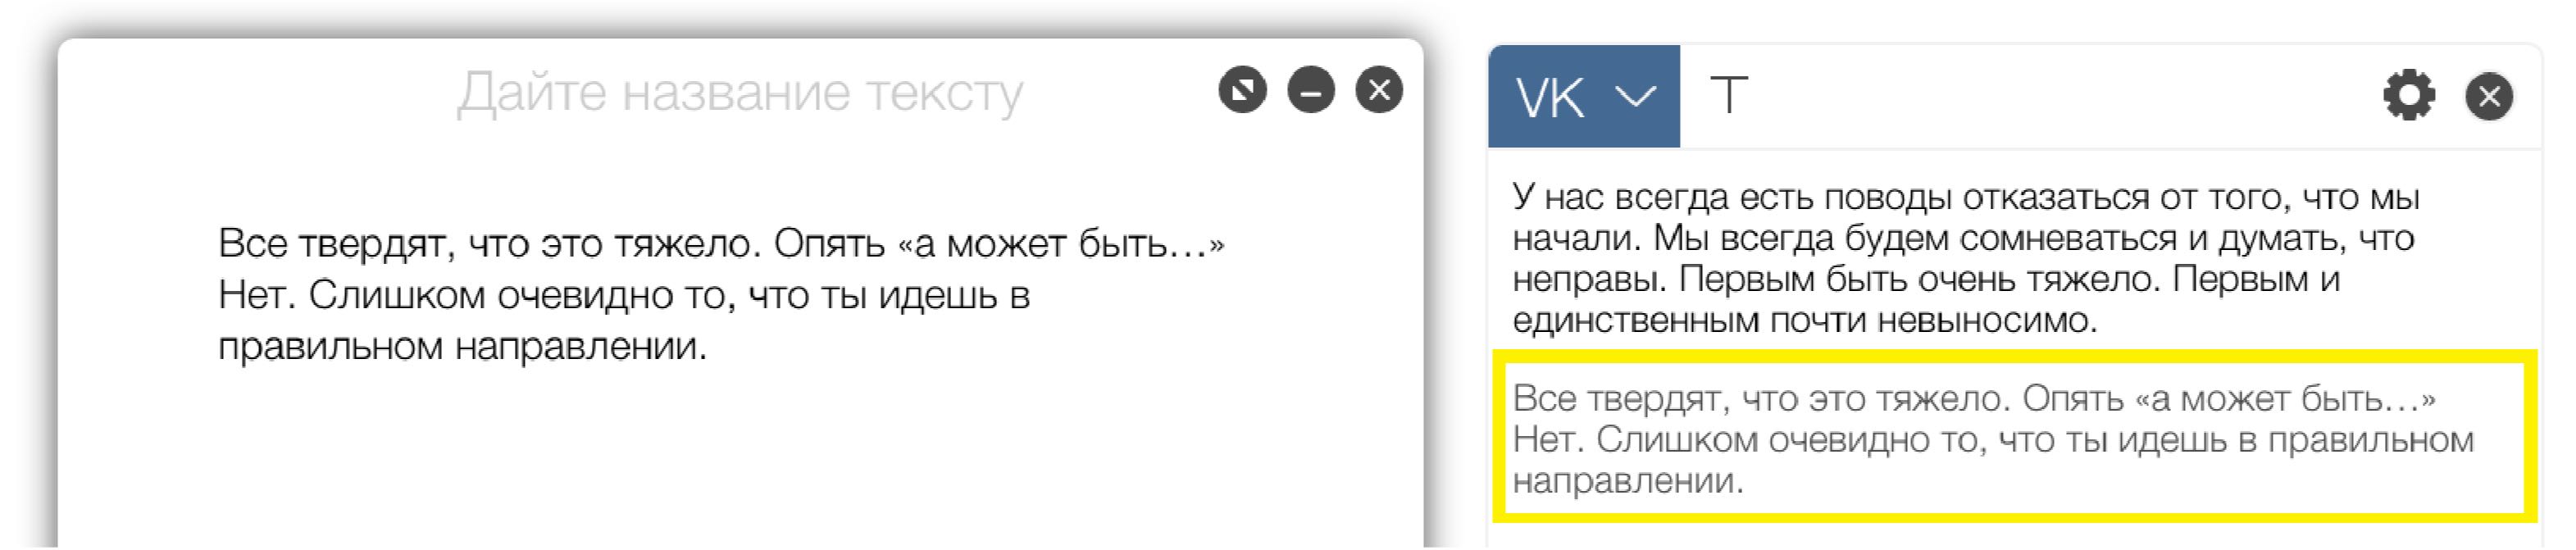 Дайте название тексту
Все твердят, что это тяжело. Опять «а может быть…»
Нет. Слишком очевидно то, что ты идешь в
правильном направлении.
VK T
У нас всегда есть поводы отказаться от того, что мы
начали. Мы всегда будем сомневаться и думать, что
неправы. Первым быть очень тяжело. Первым и
единственным почти невыносимо.
Все твердят, что это тяжело. Опять «а может быть…»
Нет. Слишком очевидно то, что ты идешь в правильном
направлении.